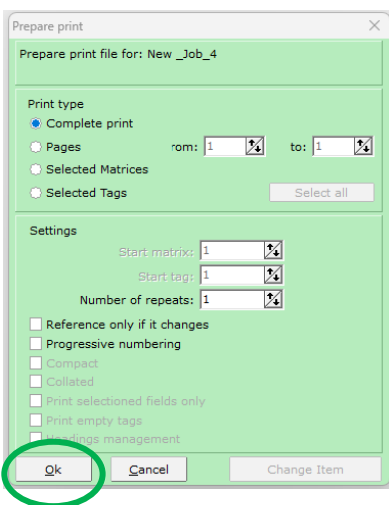 Prepare print
Prepare print file for: New _Job_4
Print type
Complete print
Pages rom: 1 to: 1
Selected Matrices
Selected Tags Select all
Settings
Start matrix: 1
Start tag: 1
Number of repeats: 1
Reference only if it changes
Progressive numbering
Compact
Collated
Print selectioned fields only
Print empty tags
Headings management
Ok Cancel Change Item